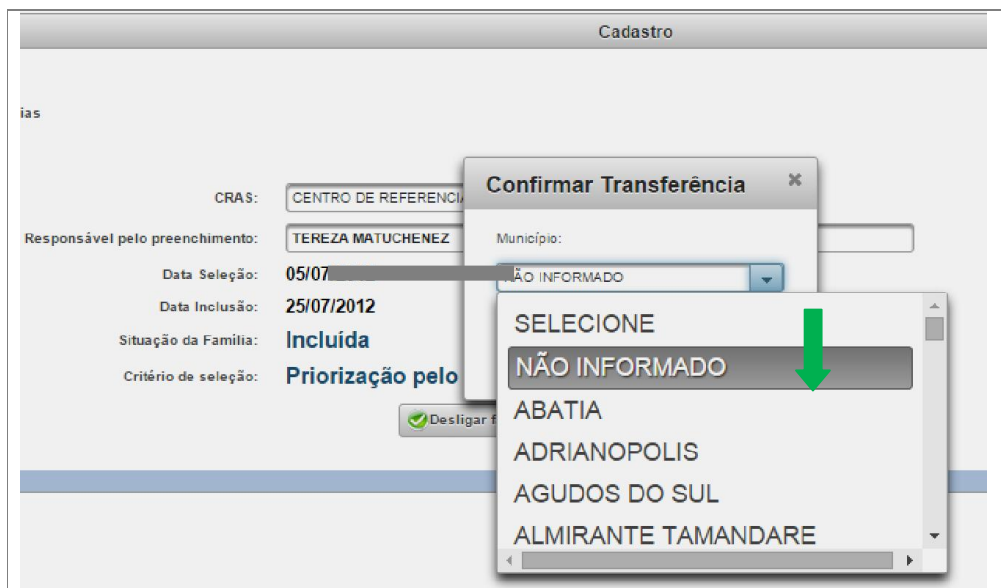 Cadastro
ias
Confirmar Transferência
CRAS: CENTRO DE REFERENCIA
Responsável pelo preenchimento: TEREZA MATUCHENEZ
Município:
Data Seleção: 05/07
NÃO INFORMADO
Data Inclusão: 25/07/2012
Situação da Familia: Incluída
Critério de seleção: Priorização pelo
Desligar f
SELECIONE
NÃO INFORMADO
ABATIA
ADRIANOPOLIS
AGUDOS DO SUL
ALMIRANTE TAMANDARE